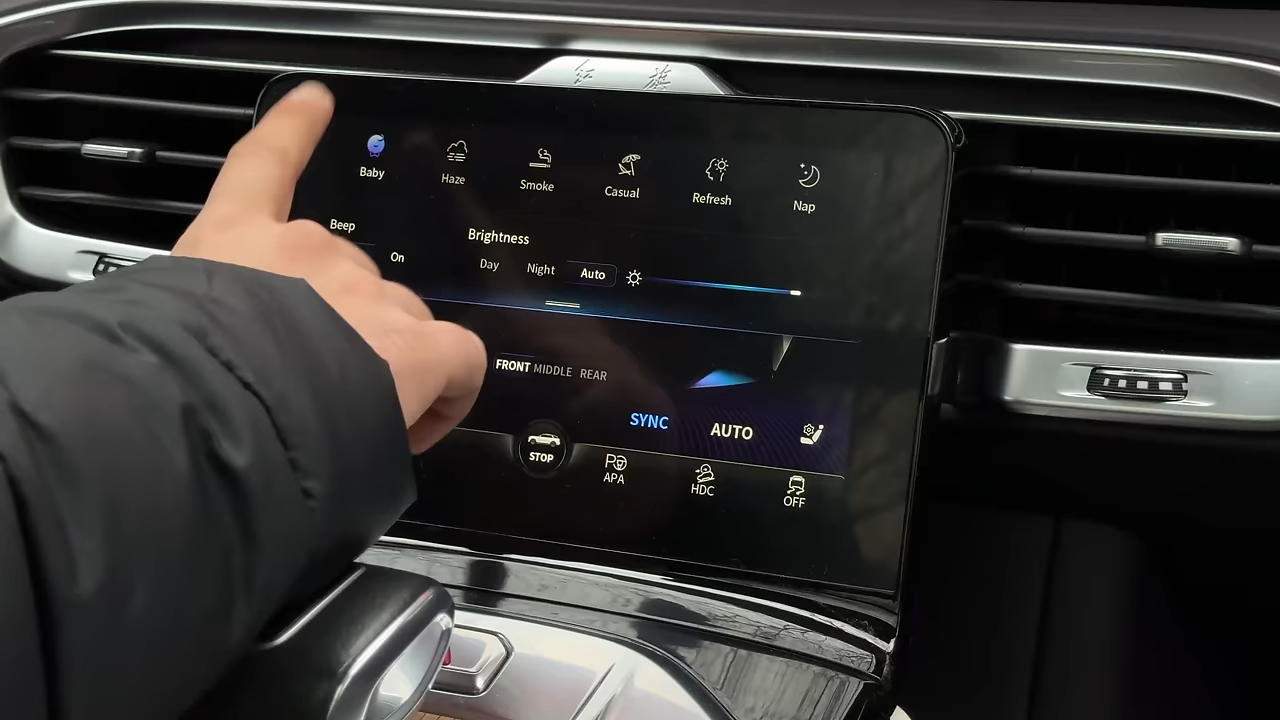 红旗
Baby
Haze
Smoke
Casual
Refresh
Nap
Beep
Brightness
On
Day
Night
Auto
FRONT MIDDLE REAR
SYNC
AUTO
STOP
APA
HDC
OFF